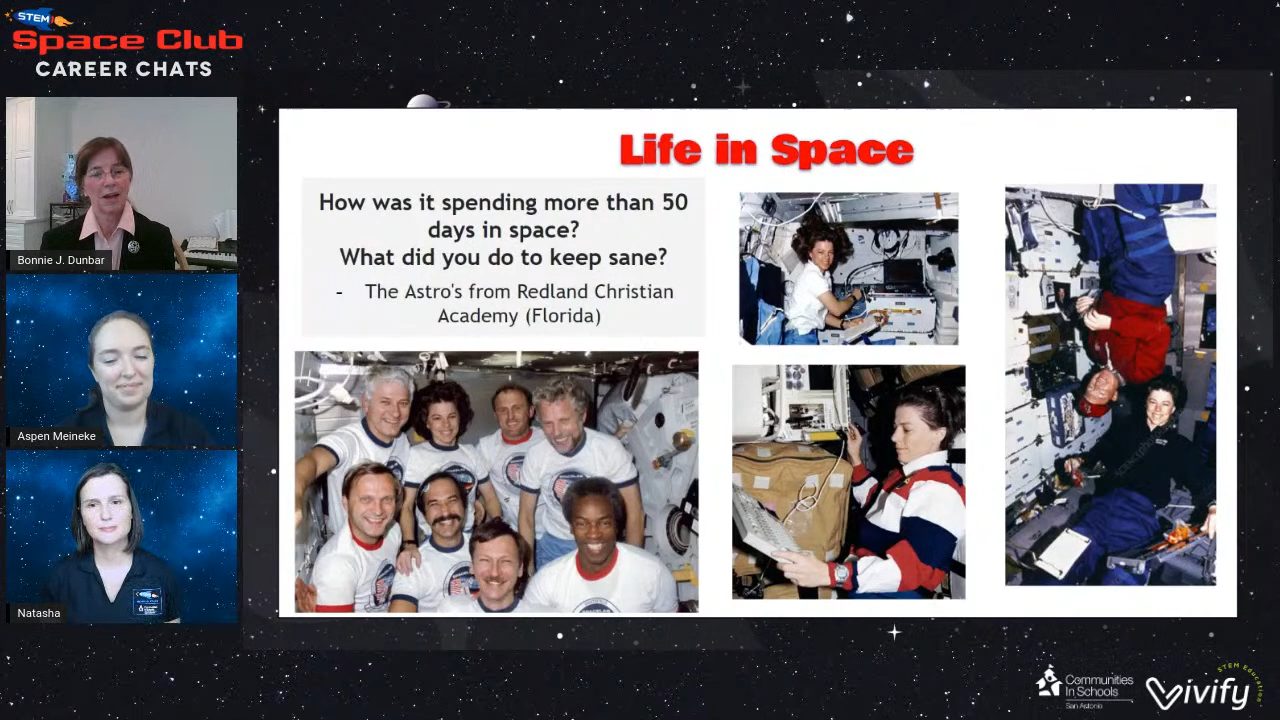 STEM
Space Club
CAREER CHATS
Bonnie J. Dunbar
Aspen Meineke
Natasha
Life in Space
How was it spending more than 50
days in space?
What did you do to keep sane?
- The Astro's from Redland Christian
Academy (Florida)
Communities
In Schools
San Antonio
Vivify
STEM Education